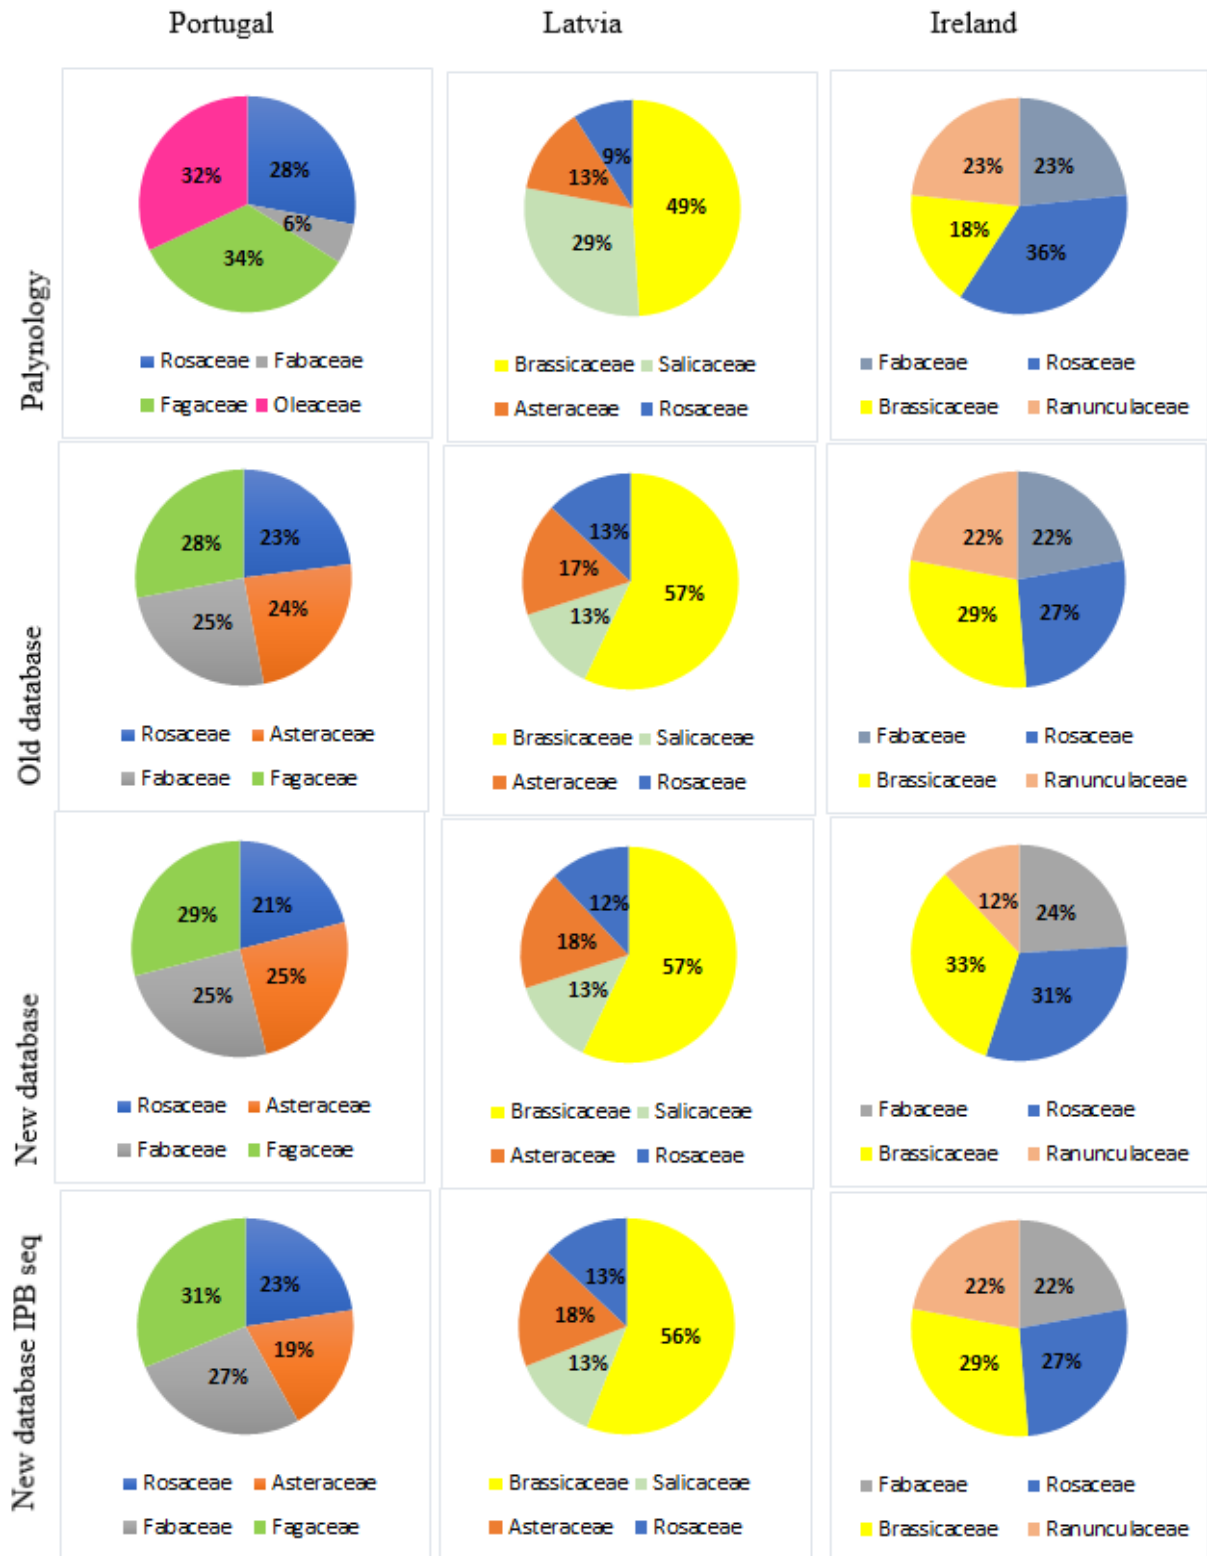 Portugal Latvia Ireland
Palynology
32% 28% 6% 34%
Rosaceae Fabaceae
Fagaceae Oleaceae
9% 13% 49% 29%
Brassicaceae Salicaceae
Asteraceae Rosaceae
23% 23% 18% 36%
Fabaceae Rosaceae
Brassicaceae Ranunculaceae
Old database
28% 23% 25% 24%
Rosaceae Asteraceae
Fabaceae Fagaceae
13% 17% 57% 13%
Brassicaceae Salicaceae
Asteraceae Rosaceae
22% 22% 29% 27%
Fabaceae Rosaceae
Brassicaceae Ranunculaceae
New database
29% 21% 25% 25%
Rosaceae Asteraceae
Fabaceae Fagaceae
12% 18% 57% 13%
Brassicaceae Salicaceae
Asteraceae Rosaceae
12% 24% 33% 31%
Fabaceae Rosaceae
Brassicaceae Ranunculaceae
New database IPB seq
31% 23% 27% 19%
Rosaceae Asteraceae
Fabaceae Fagaceae
13% 18% 56% 13%
Brassicaceae Salicaceae
Asteraceae Rosaceae
22% 22% 29% 27%
Fabaceae Rosaceae
Brassicaceae Ranunculaceae